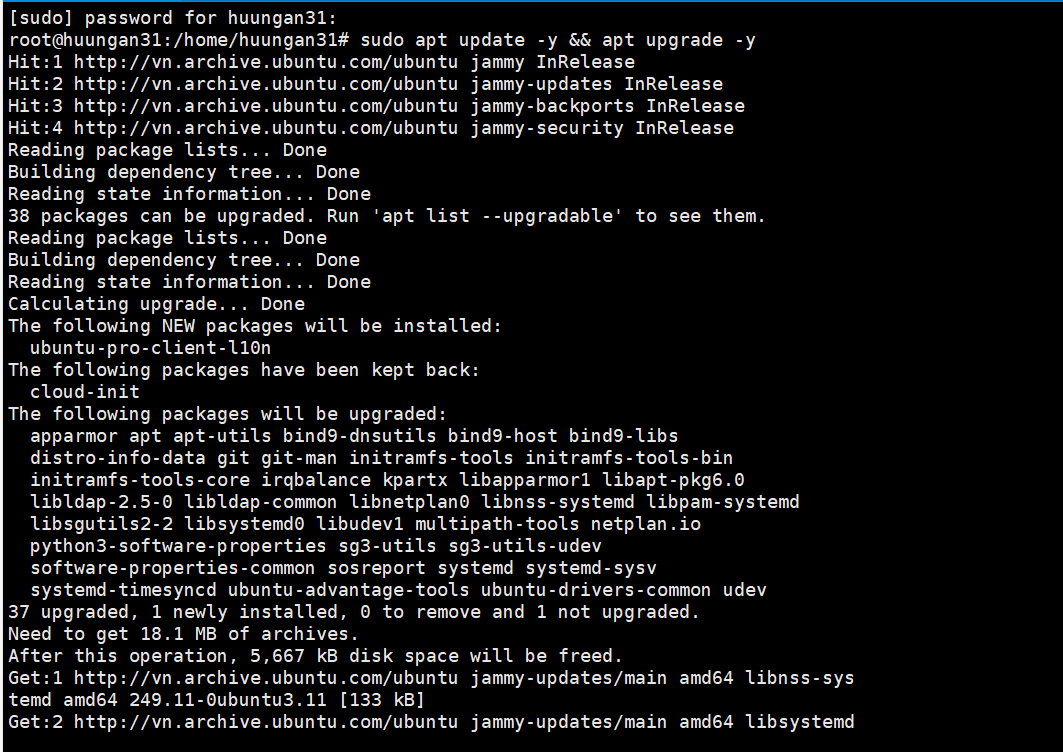 [sudo] password for huungan31:
root@huungan31:/home/huungan31# sudo apt update -y && apt upgrade -y
Hit:1 http://vn.archive.ubuntu.com/ubuntu jammy InRelease
Hit:2 http://vn.archive.ubuntu.com/ubuntu jammy-updates InRelease
Hit:3 http://vn.archive.ubuntu.com/ubuntu jammy-backports InRelease
Hit:4 http://vn.archive.ubuntu.com/ubuntu jammy-security InRelease
Reading package lists... Done
Building dependency tree... Done
Reading state information... Done
38 packages can be upgraded. Run 'apt list --upgradable' to see them.
Reading package lists... Done
Building dependency tree... Done
Reading state information... Done
Calculating upgrade... Done
The following NEW packages will be installed:
  ubuntu-pro-client-l10n
The following packages have been kept back:
  cloud-init
The following packages will be upgraded:
  apparmor apt apt-utils bind9-dnsutils bind9-host bind9-libs
  distro-info-data git git-man initramfs-tools initramfs-tools-bin
  initramfs-tools-core irqbalance kpartx libapparmor1 libapt-pkg6.0
  libldap-2.5-0 libldap-common libnetplan0 libnss-systemd libpam-systemd
  libsgutils2-2 libsystemd0 libudev1 multipath-tools netplan.io
  python3-software-properties sg3-utils sg3-utils-udev
  software-properties-common sosreport systemd systemd-sysv
  systemd-timesyncd ubuntu-advantage-tools ubuntu-drivers-common udev
37 upgraded, 1 newly installed, 0 to remove and 1 not upgraded.
Need to get 18.1 MB of archives.
After this operation, 5,667 kB disk space will be freed.
Get:1 http://vn.archive.ubuntu.com/ubuntu jammy-updates/main amd64 libnss-sys
temd amd64 249.11-0ubuntu3.11 [133 kB]
Get:2 http://vn.archive.ubuntu.com/ubuntu jammy-updates/main amd64 libsystemd